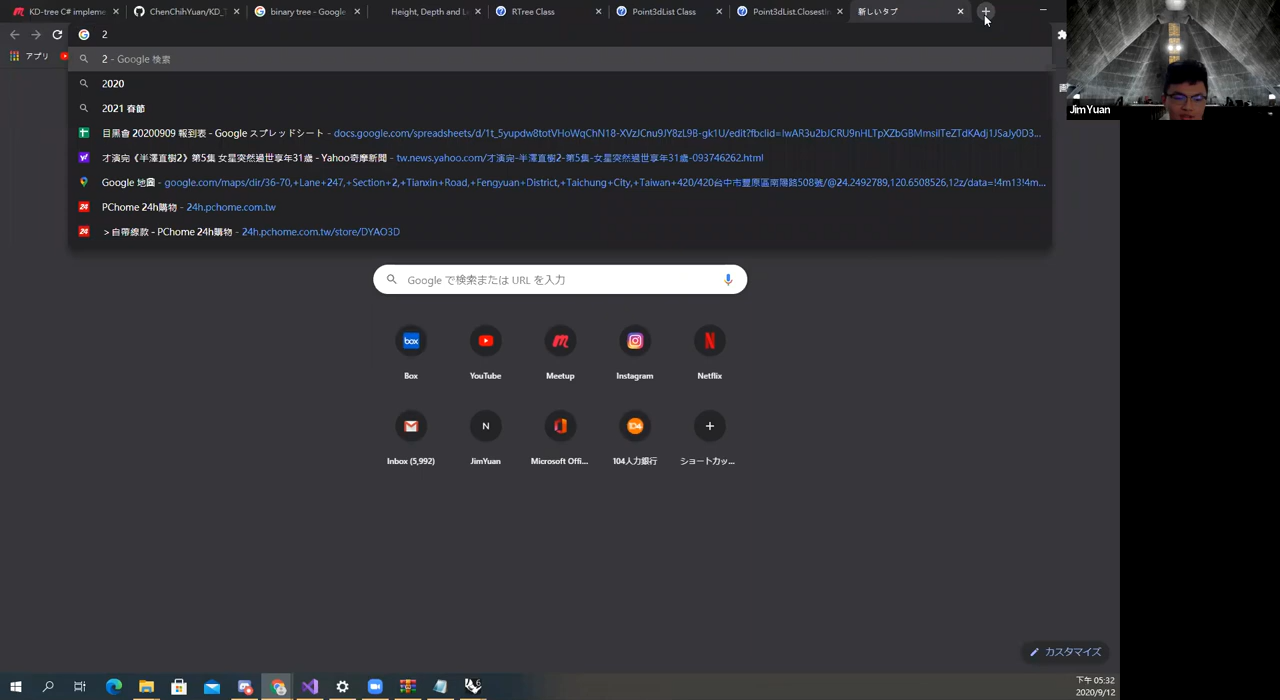 KD-tree C# impleme
ChenChihYuan/KD_T
binary tree - Google
Height, Depth and L
RTree Class
Point3dList Class
Point3dList.ClosestIn
新しいタブ
2
アプリ
2 - Google 検索
2020
2021 春節
目黑會 20200909 報到表 - Google スプレッドシート - docs.google.com/spreadsheets/d/1t_5yupdw8totVHoWqChN18-XVzJCnu9JY8zL9B-gk1U/edit?fbclid=IwAR3u2bJCRU9nHLTpXZbGBMmsiITeZTdKAdj1JSaJy0D3...
才演完《半澤直樹2》第5集 女星突然過世享年31歲 - Yahoo奇摩新聞 - tw.news.yahoo.com/才演完-半澤直樹2-第5集-女星突然過世享年31歲-093746262.html
Google 地圖 - google.com/maps/dir/36-70,+Lane+247,+Section+2,+Tianxin+Road,+Fengyuan+District,+Taichung+City,+Taiwan+420/420台中市豐原區南陽路508號/@24.2492789,120.6508526,12z/data=!4m13!4m...
PChome 24h購物 - 24h.pchome.com.tw
＞自帶線款 - PChome 24h購物 - 24h.pchome.com.tw/store/DYAO3D
Google で検索または URL を入力
Box
YouTube
Meetup
Instagram
Netflix
Inbox (5,992)
JimYuan
Microsoft Offi...
104人力銀行
ショートカッ...
カスタマイズ
JimYuan
下午 05:32
2020/9/12